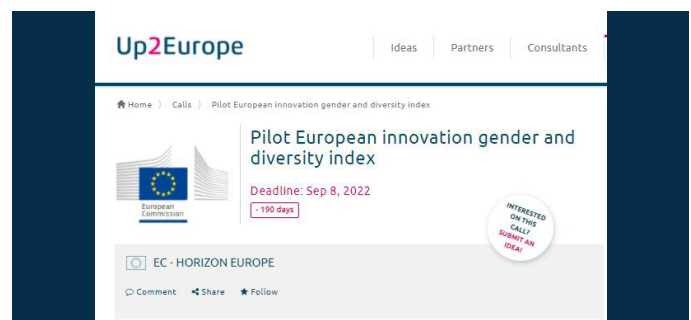 Up2Europe
Ideas
Partners
Consultants
Home 〉 Calls 〉 Pilot European innovation gender and diversity index
Pilot European innovation gender and
diversity index
Deadline: Sep 8, 2022
- 190 days
European
Commission
INTERESTED
ON THIS
CALL?
SUBMIT AN
IDEA!
EC - HORIZON EUROPE
Comment
Share
Follow